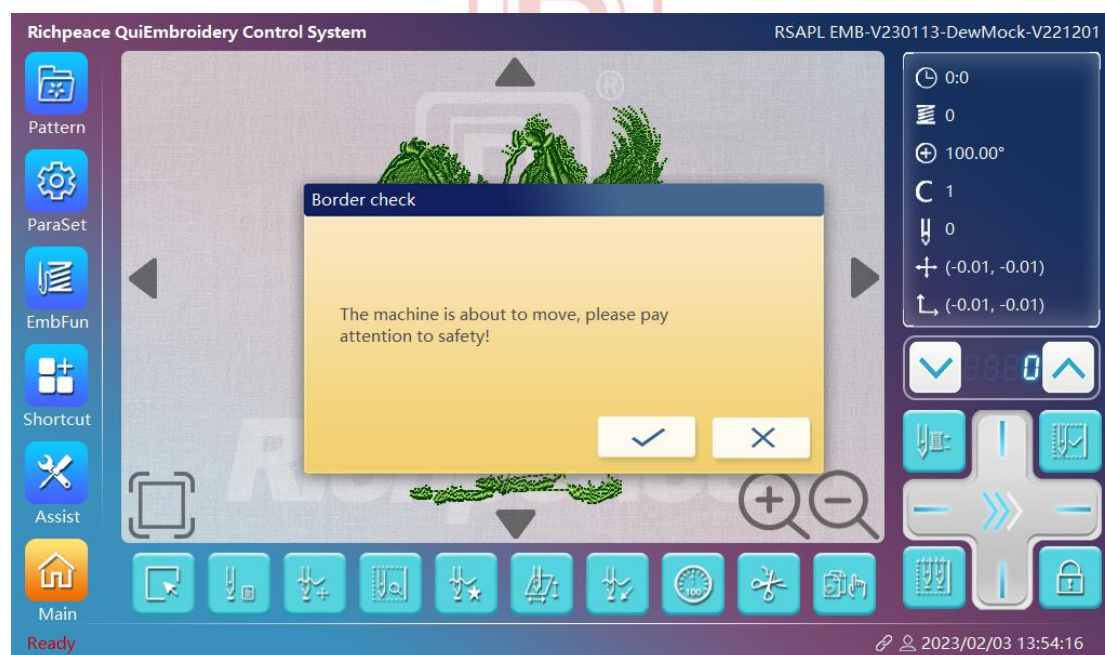 Richpeace QuiEmbroidery Control System
RSAPL EMB-V230113-DewMock-V221201
Pattern
ParaSet
EmbFun
Shortcut
Assist
Main
Ready
Border check
The machine is about to move, please pay
attention to safety!
0:0
0
100.00°
C 1
0
(-0.01, -0.01)
(-0.01, -0.01)
0
100
2023/02/03 13:54:16